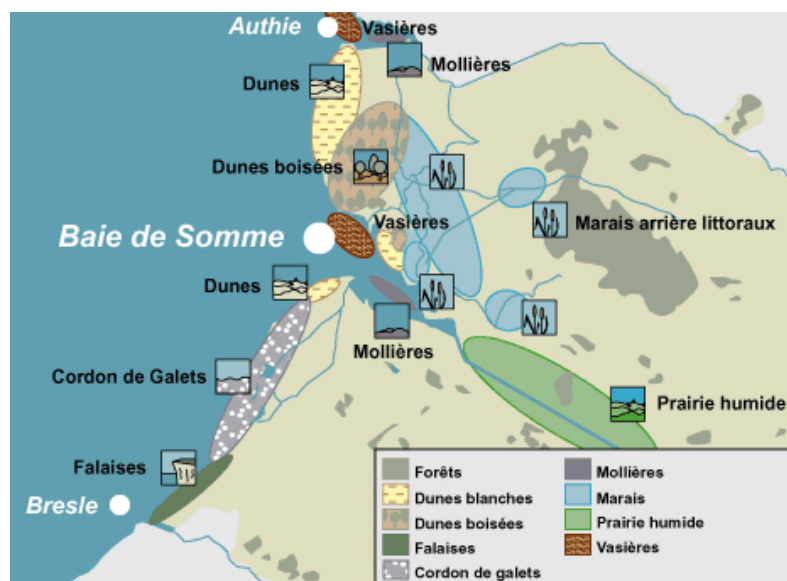 Authie
Vasières
Mollières
Dunes
Dunes boisées
Vasières
Marais arrière littoraux
Baie de Somme
Dunes
Mollières
Cordon de Galets
Prairie humide
Falaises
Bresle
Forêts
Dunes blanches
Dunes boisées
Falaises
Cordon de galets
Mollières
Marais
Prairie humide
Vasières